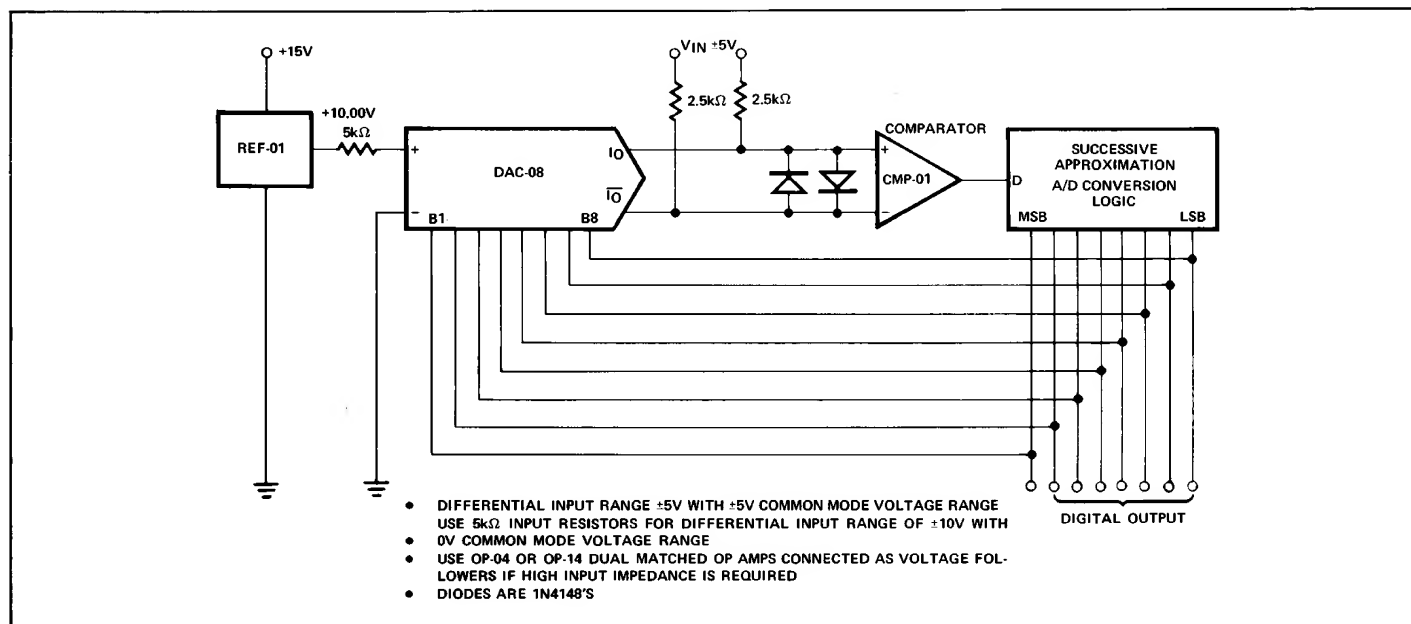 +15V
VIN ±5V
+10.00V
5kΩ
2.5kΩ
2.5kΩ
REF-01
+
−
DAC-08
IO
IO
B1
B8
COMPARATOR
+
−
CMP-01
SUCCESSIVE
APPROXIMATION
A/D CONVERSION
LOGIC
D
MSB
LSB
DIGITAL OUTPUT
• DIFFERENTIAL INPUT RANGE ±5V WITH ±5V COMMON MODE VOLTAGE RANGE
USE 5kΩ INPUT RESISTORS FOR DIFFERENTIAL INPUT RANGE OF ±10V WITH
• 0V COMMON MODE VOLTAGE RANGE
• USE OP-04 OR OP-14 DUAL MATCHED OP AMPS CONNECTED AS VOLTAGE FOL-
LOWERS IF HIGH INPUT IMPEDANCE IS REQUIRED
• DIODES ARE 1N4148'S